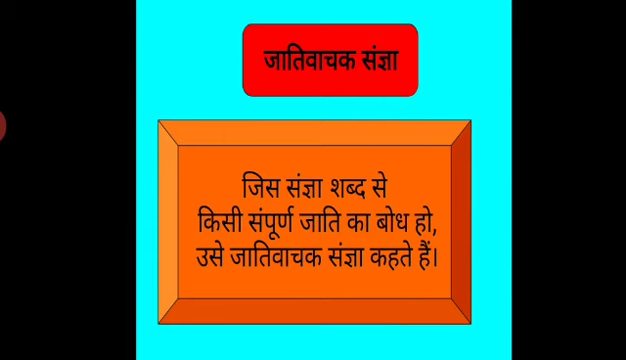 जातिवाचक संज्ञा
जिस संज्ञा शब्द से
किसी संपूर्ण जाति का बोध हो,
उसे जातिवाचक संज्ञा कहते हैं।